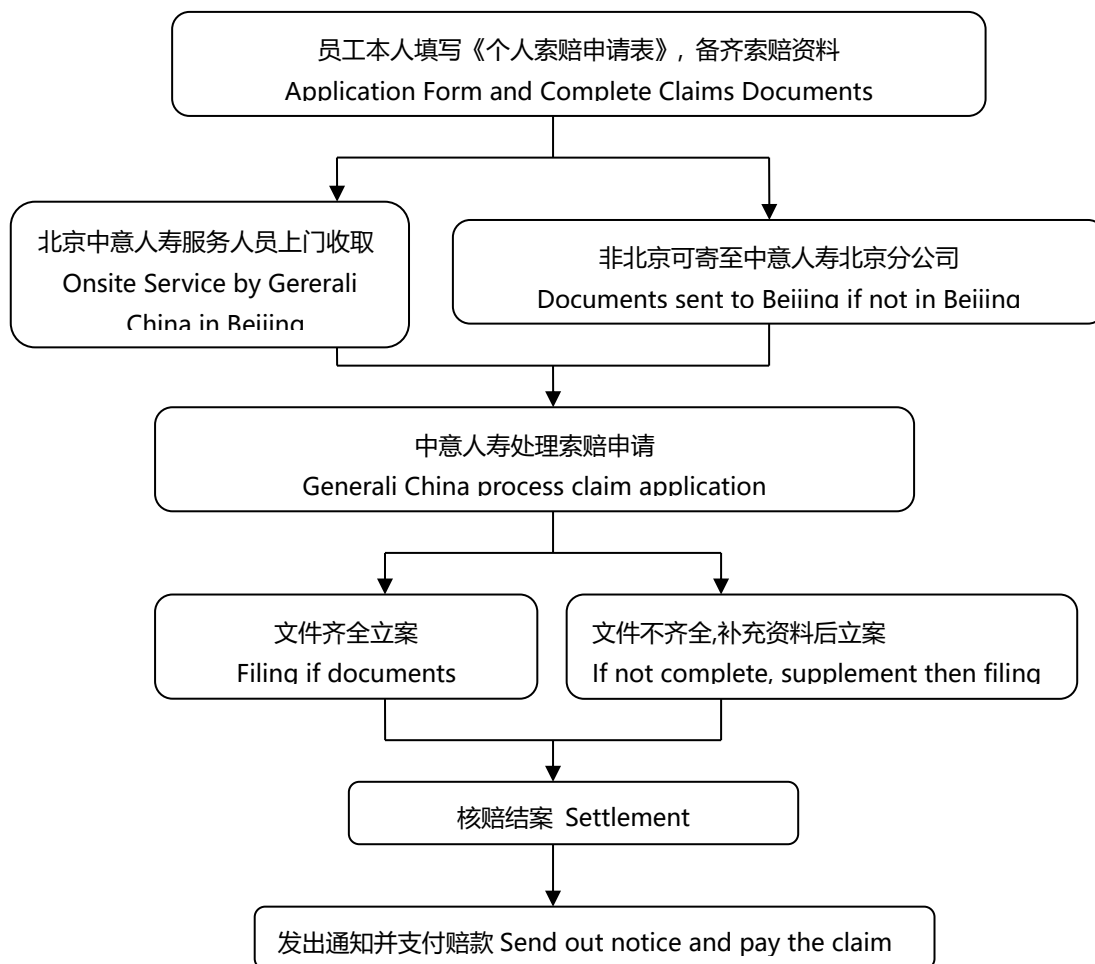 员工本人填写《个人索赔申请表》, 备齐索赔资料
Application Form and Complete Claims Documents
北京中意人寿服务人员上门收取
Onsite Service by Gererali
China in Beijing
非北京可寄至中意人寿北京分公司
Documents sent to Beijing if not in Beijing
中意人寿处理索赔申请
Generali China process claim application
文件齐全立案
Filing if documents
文件不齐全,补充资料后立案
If not complete, supplement then filing
核赔结案 Settlement
发出通知并支付赔款 Send out notice and pay the claim